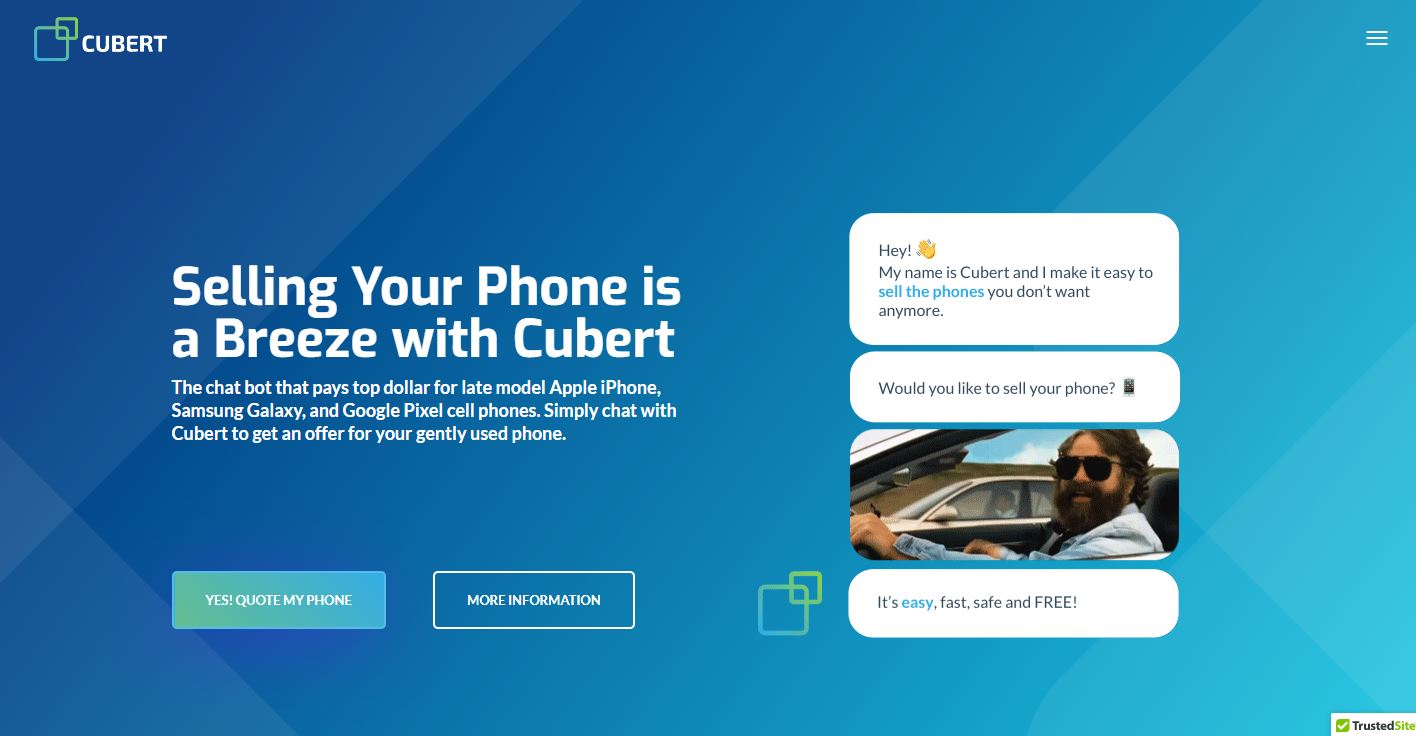 CUBERT
Selling Your Phone is
a Breeze with Cubert
The chat bot that pays top dollar for late model Apple iPhone,
Samsung Galaxy, and Google Pixel cell phones. Simply chat with
Cubert to get an offer for your gently used phone.
YES! QUOTE MY PHONE
MORE INFORMATION
Hey! 👋
My name is Cubert and I make it easy to
sell the phones you don’t want
anymore.
Would you like to sell your phone? 📱
It’s easy, fast, safe and FREE!
TrustedSite